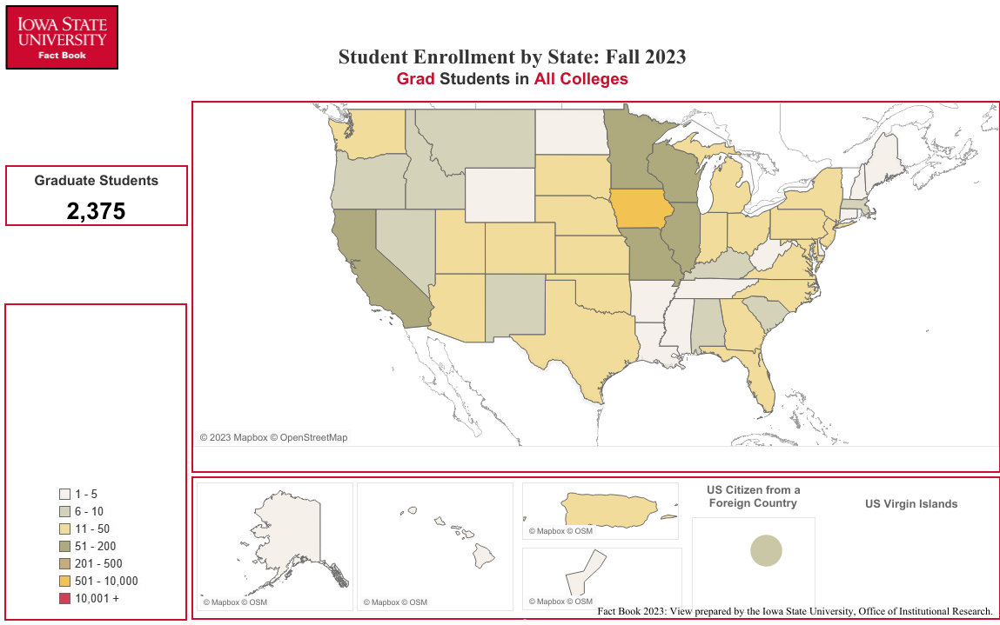 IOWA STATE
UNIVERSITY
Fact Book
Student Enrollment by State: Fall 2023
Grad Students in All Colleges
Graduate Students
2,375
© 2023 Mapbox © OpenStreetMap
1 - 5
6 - 10
11 - 50
51 - 200
201 - 500
501 - 10,000
10,001 +
© Mapbox © OSM
© Mapbox © OSM
© Mapbox © OSM
© Mapbox © OSM
US Citizen from a
Foreign Country
US Virgin Islands
Fact Book 2023: View prepared by the Iowa State University, Office of Institutional Research.